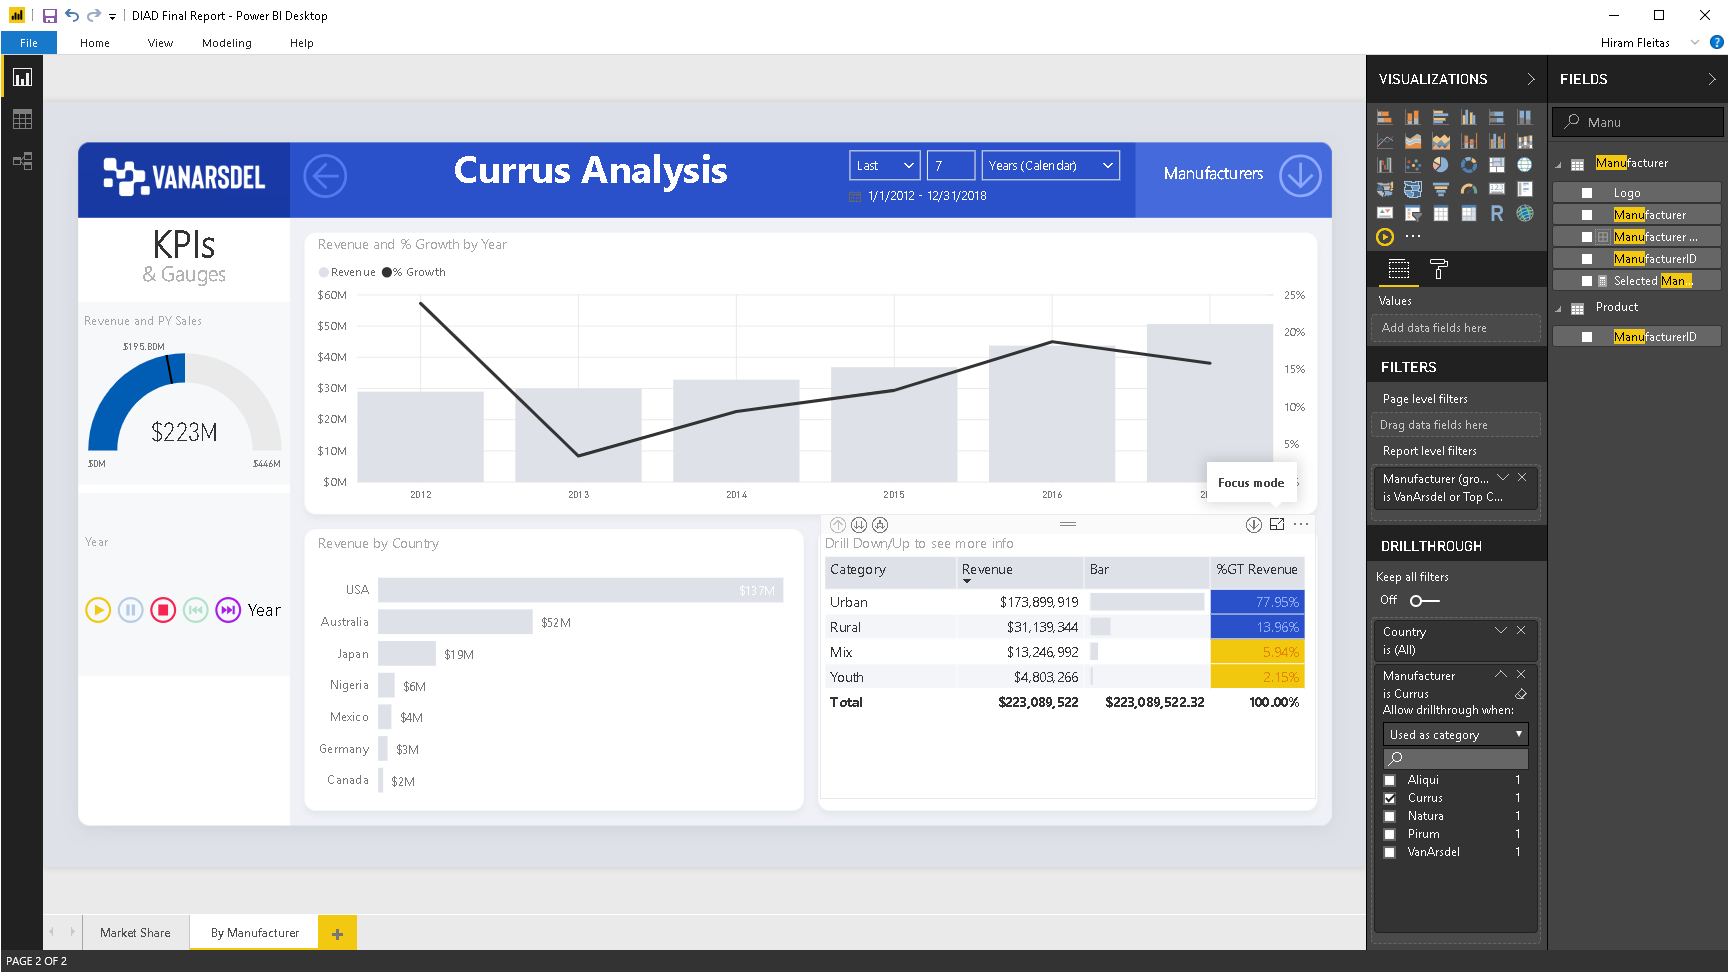 DIAD Final Report - Power BI Desktop
File Home View Modeling Help
Hiram Fleitas
VANARSDEL
Currus Analysis
Last 7 Years (Calendar)
1/1/2012 - 12/31/2018
Manufacturers
KPIs
& Gauges
Revenue and PY Sales
$195.80M
$223M
$0M $446M
Year
Year
Revenue and % Growth by Year
Revenue % Growth
$60M
$50M
$40M
$30M
$20M
$10M
$0M
25%
20%
15%
10%
5%
2012 2013 2014 2015 2016
Focus mode
Revenue by Country
USA $137M
Australia $52M
Japan $19M
Nigeria $6M
Mexico $4M
Germany $3M
Canada $2M
Drill Down/Up to see more info
Category Revenue Bar %GT Revenue
Urban $173,899,919 77.95%
Rural $31,139,344 13.96%
Mix $13,246,992 5.94%
Youth $4,803,266 2.15%
Total $223,089,522 $223,089,522.32 100.00%
Market Share By Manufacturer +
PAGE 2 OF 2
VISUALIZATIONS
R
Values
Add data fields here
FILTERS
Page level filters
Drag data fields here
Report level filters
Manufacturer (gro...
is VanArsdel or Top C...
DRILLTHROUGH
Keep all filters
Off
Country
is (All)
Manufacturer
is Currus
Allow drillthrough when:
Used as category
Aliqui 1
Currus 1
Natura 1
Pirum 1
VanArsdel 1
FIELDS
Manu
Manufacturer
Logo
Manufacturer
Manufacturer ...
ManufacturerID
Selected Man...
Product
ManufacturerID